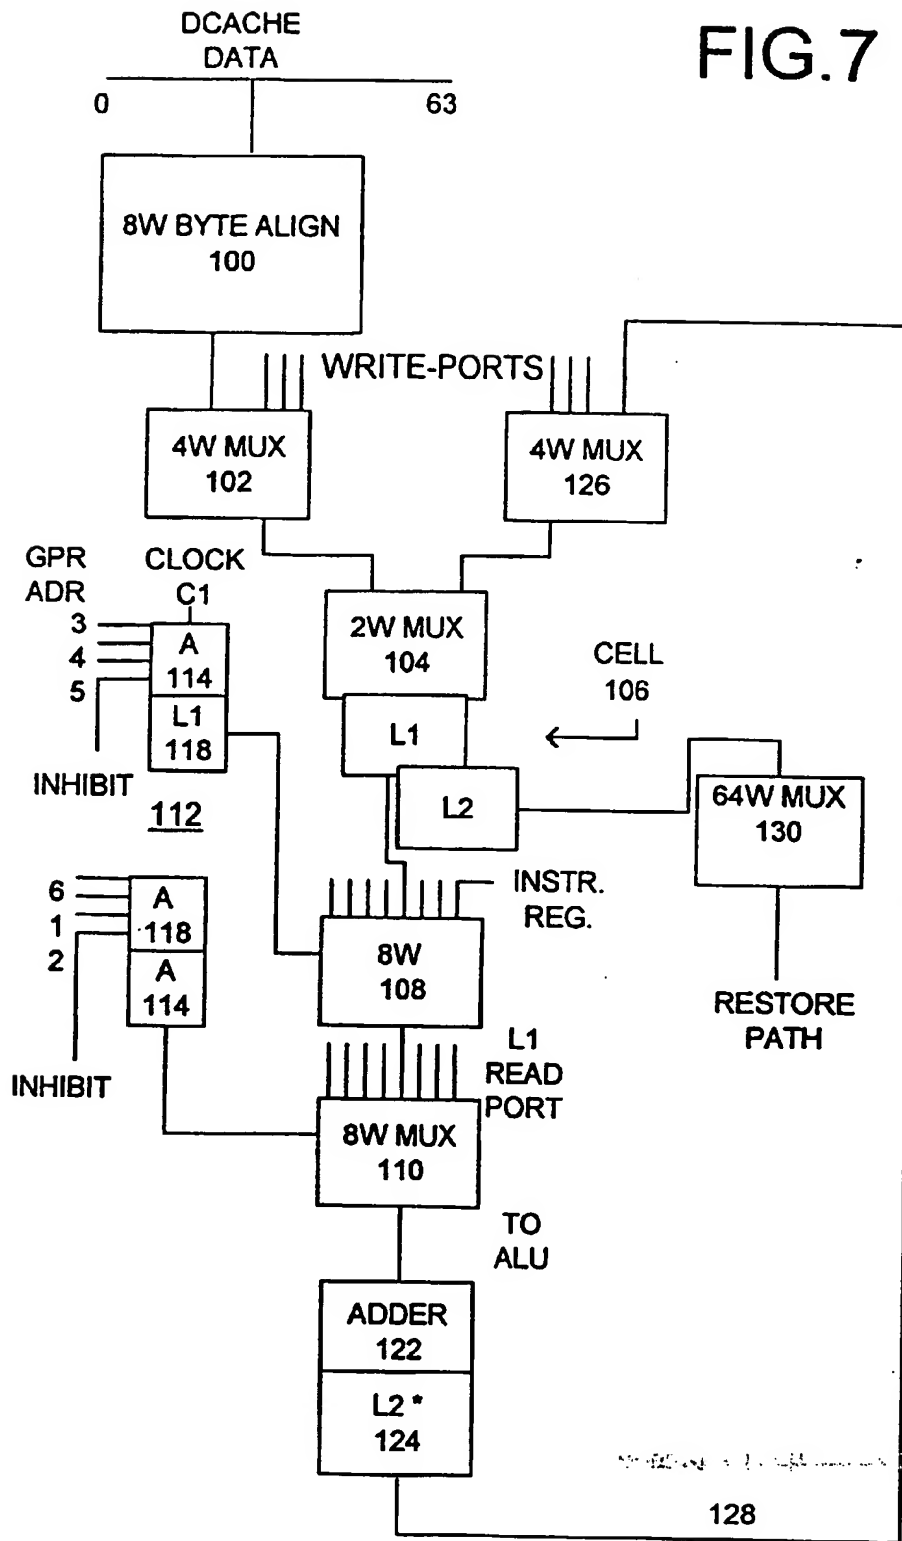 FIG.7
DCACHE
DATA
0
63
8W BYTE ALIGN
100
WRITE-PORTS
4W MUX
102
4W MUX
126
GPR
ADR
CLOCK
C1
3
4
5
A
114
L1
118
INHIBIT
112
2W MUX
104
L1
L2
CELL
106
64W MUX
130
RESTORE
PATH
6
1
2
A
118
A
114
INHIBIT
INSTR.
REG.
8W
108
L1
READ
PORT
8W MUX
110
TO
ALU
ADDER
122
L2 *
124
128